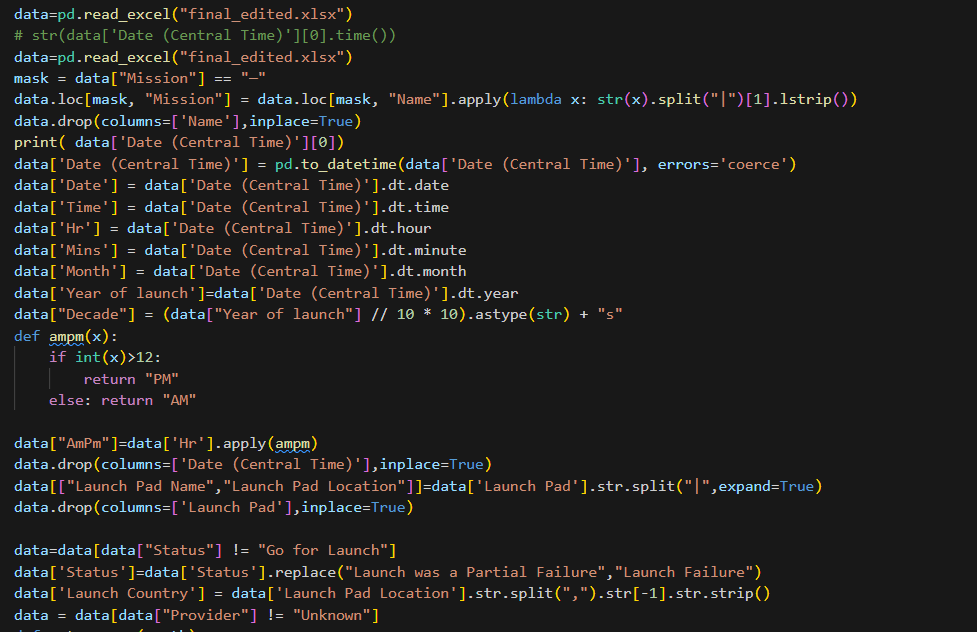 data=pd.read_excel("final_edited.xlsx")
# str(data['Date (Central Time)'][0].time())
data=pd.read_excel("final_edited.xlsx")
mask = data["Mission"] == "—"
data.loc[mask, "Mission"] = data.loc[mask, "Name"].apply(lambda x: str(x).split("|")[1].lstrip())
data.drop(columns=['Name'],inplace=True)
print( data['Date (Central Time)'][0])
data['Date (Central Time)'] = pd.to_datetime(data['Date (Central Time)'], errors='coerce')
data['Date'] = data['Date (Central Time)'].dt.date
data['Time'] = data['Date (Central Time)'].dt.time
data['Hr'] = data['Date (Central Time)'].dt.hour
data['Mins'] = data['Date (Central Time)'].dt.minute
data['Month'] = data['Date (Central Time)'].dt.month
data['Year of launch']=data['Date (Central Time)'].dt.year
data["Decade"] = (data["Year of launch"] // 10 * 10).astype(str) + "s"
def ampm(x):
    if int(x)>12:
        return "PM"
    else: return "AM"
data["AmPm"]=data['Hr'].apply(ampm)
data.drop(columns=['Date (Central Time)'],inplace=True)
data[["Launch Pad Name","Launch Pad Location"]]=data['Launch Pad'].str.split("|",expand=True)
data.drop(columns=['Launch Pad'],inplace=True)
data=data[data["Status"] != "Go for Launch"]
data['Status']=data['Status'].replace("Launch was a Partial Failure","Launch Failure")
data['Launch Country'] = data['Launch Pad Location'].str.split(",").str[-1].str.strip()
data = data[data["Provider"] != "Unknown"]